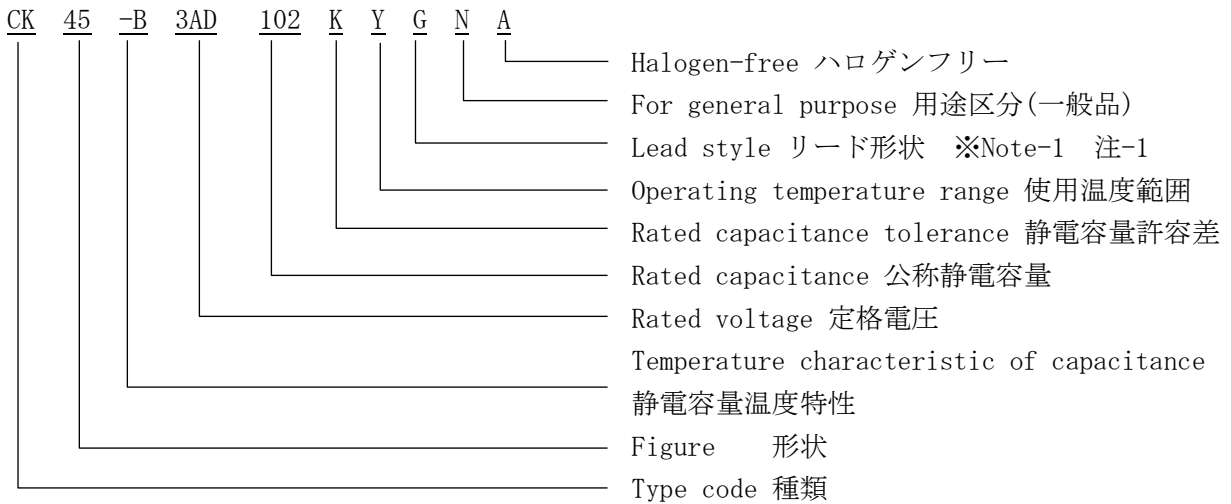 CK 45 -B 3AD 102 K Y G N A
Halogen-free ハロゲンフリー
For general purpose 用途区分(一般品)
Lead style リード形状　※Note-1　注-1
Operating temperature range 使用温度範囲
Rated capacitance tolerance 静電容量許容差
Rated capacitance 公称静電容量
Rated voltage 定格電圧
Temperature characteristic of capacitance
静電容量温度特性
Figure　　形状
Type code 種類